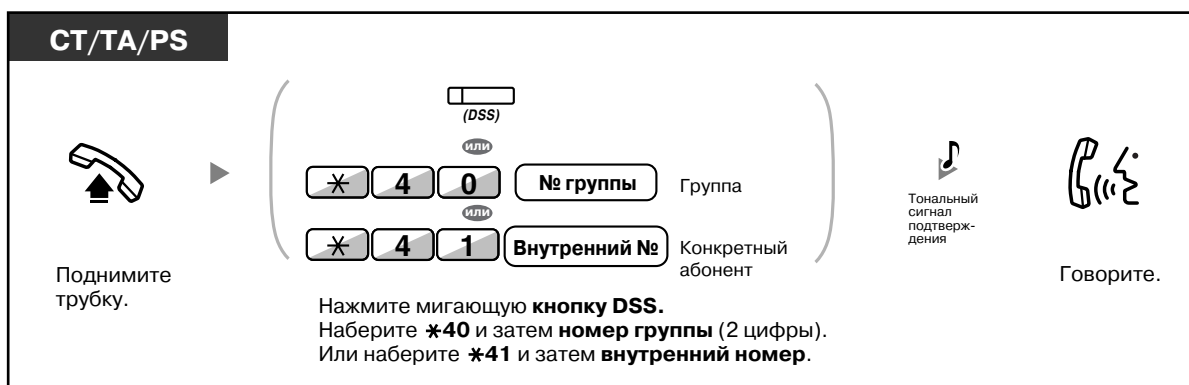 CT/TA/PS
(DSS)
или
✳ 4 0 № группы Группа
или
✳ 4 1 Внутренний № Конкретный
абонент
Тональный
сигнал
подтверж-
дения
Поднимите
трубку.
Говорите.
Нажмите мигающую кнопку DSS.
Наберите ✳40 и затем номер группы (2 цифры).
Или наберите ✳41 и затем внутренний номер.